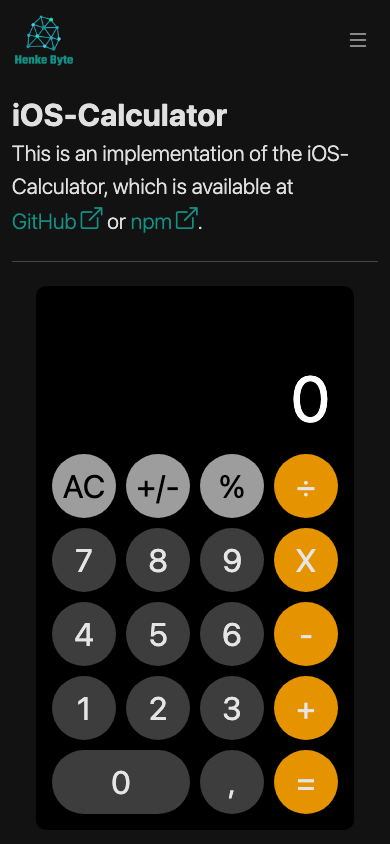 Henke Byte
iOS-Calculator
This is an implementation of the iOS-
Calculator, which is available at
GitHub or npm.
0
AC +/- % ÷
7 8 9 X
4 5 6 -
1 2 3 +
0 , =